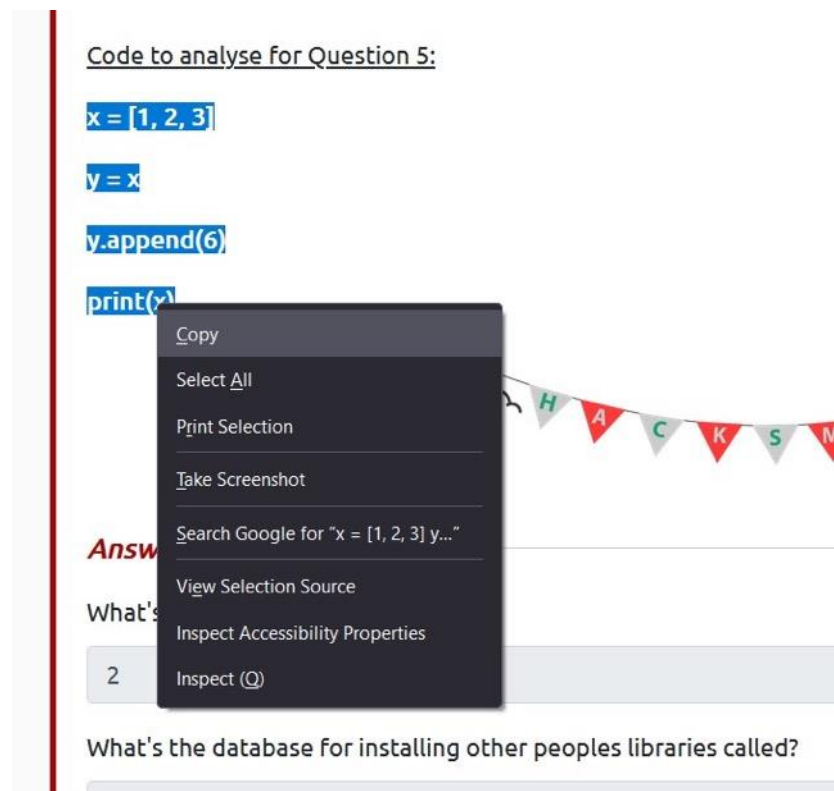 Code to analyse for Question 5:
x = [1, 2, 3]
y = x
y.append(6)
print(x)
Copy
Select All
Print Selection
H A C K S M
Take Screenshot
Search Google for “x = [1, 2, 3] y...”
Answ
View Selection Source
What's
Inspect Accessibility Properties
2
Inspect (Q)
What's the database for installing other peoples libraries called?